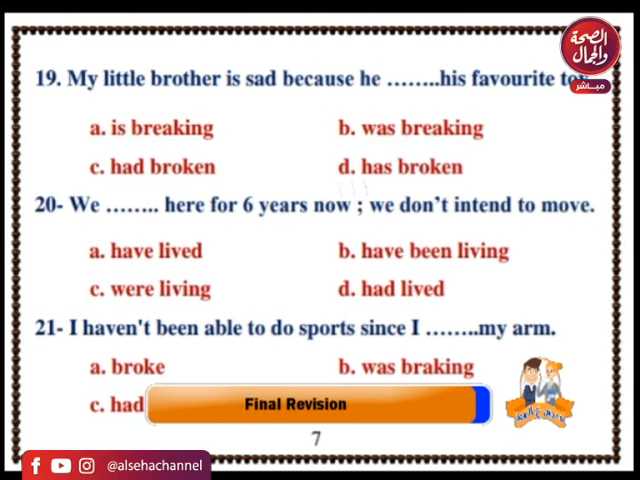 الصحة
والجمال
مباشر
19. My little brother is sad because he ........his favourite toy
a. is breaking
b. was breaking
c. had broken
d. has broken
20- We …….. here for 6 years now ; we don't intend to move.
a. have lived
b. have been living
c. were living
d. had lived
21- I haven't been able to do sports since I ……..my arm.
a. broke
b. was braking
c. had
Final Revision
7
@alsehachannel